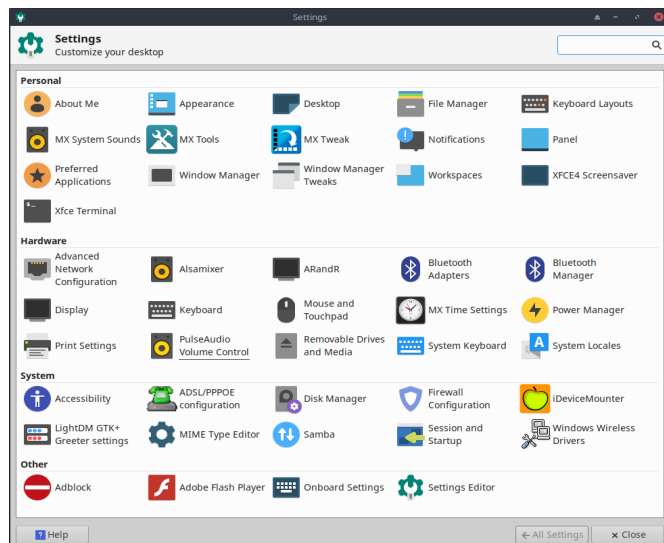 Settings
Settings
Customize your desktop
Personal
About Me
Appearance
Desktop
File Manager
Keyboard Layouts
MX System Sounds
MX Tools
MX Tweak
Notifications
Panel
Preferred
Applications
Window Manager
Window Manager
Tweaks
Workspaces
XFCE4 Screensaver
Xfce Terminal
Hardware
Advanced
Network
Configuration
Alsamixer
ARandR
Bluetooth
Adapters
Bluetooth
Manager
Display
Keyboard
Mouse and
Touchpad
MX Time Settings
Power Manager
Print Settings
PulseAudio
Volume Control
Removable Drives
and Media
System Keyboard
A
System Locales
System
Accessibility
ADSL/PPPOE
configuration
Disk Manager
Firewall
Configuration
iDeviceMounter
LightDM GTK+
Greeter settings
MIME Type Editor
Samba
Session and
Startup
Windows Wireless
Drivers
Other
Adblock
Adobe Flash Player
Onboard Settings
Settings Editor
? Help
← All Settings
× Close